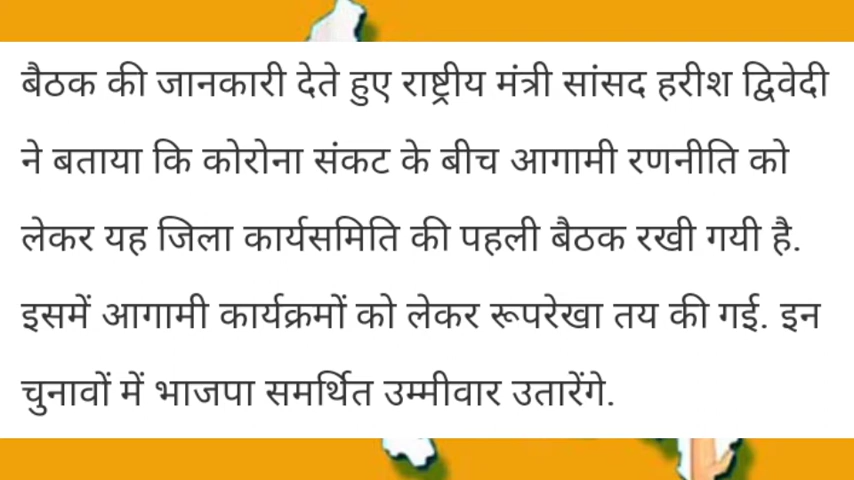 बैठक की जानकारी देते हुए राष्ट्रीय मंत्री सांसद हरीश द्विवेदी
ने बताया कि कोरोना संकट के बीच आगामी रणनीति को
लेकर यह जिला कार्यसमिति की पहली बैठक रखी गयी है.
इसमें आगामी कार्यक्रमों को लेकर रूपरेखा तय की गई. इन
चुनावों में भाजपा समर्थित उम्मीवार उतारेंगे.